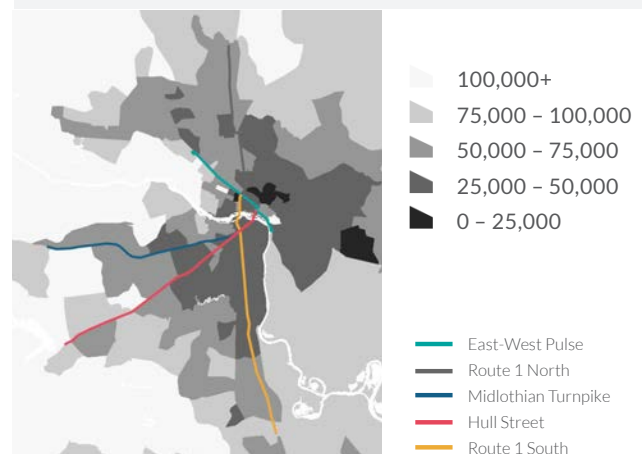 100,000+
75,000 – 100,000
50,000 – 75,000
25,000 – 50,000
0 – 25,000
East-West Pulse
Route 1 North
Midlothian Turnpike
Hull Street
Route 1 South